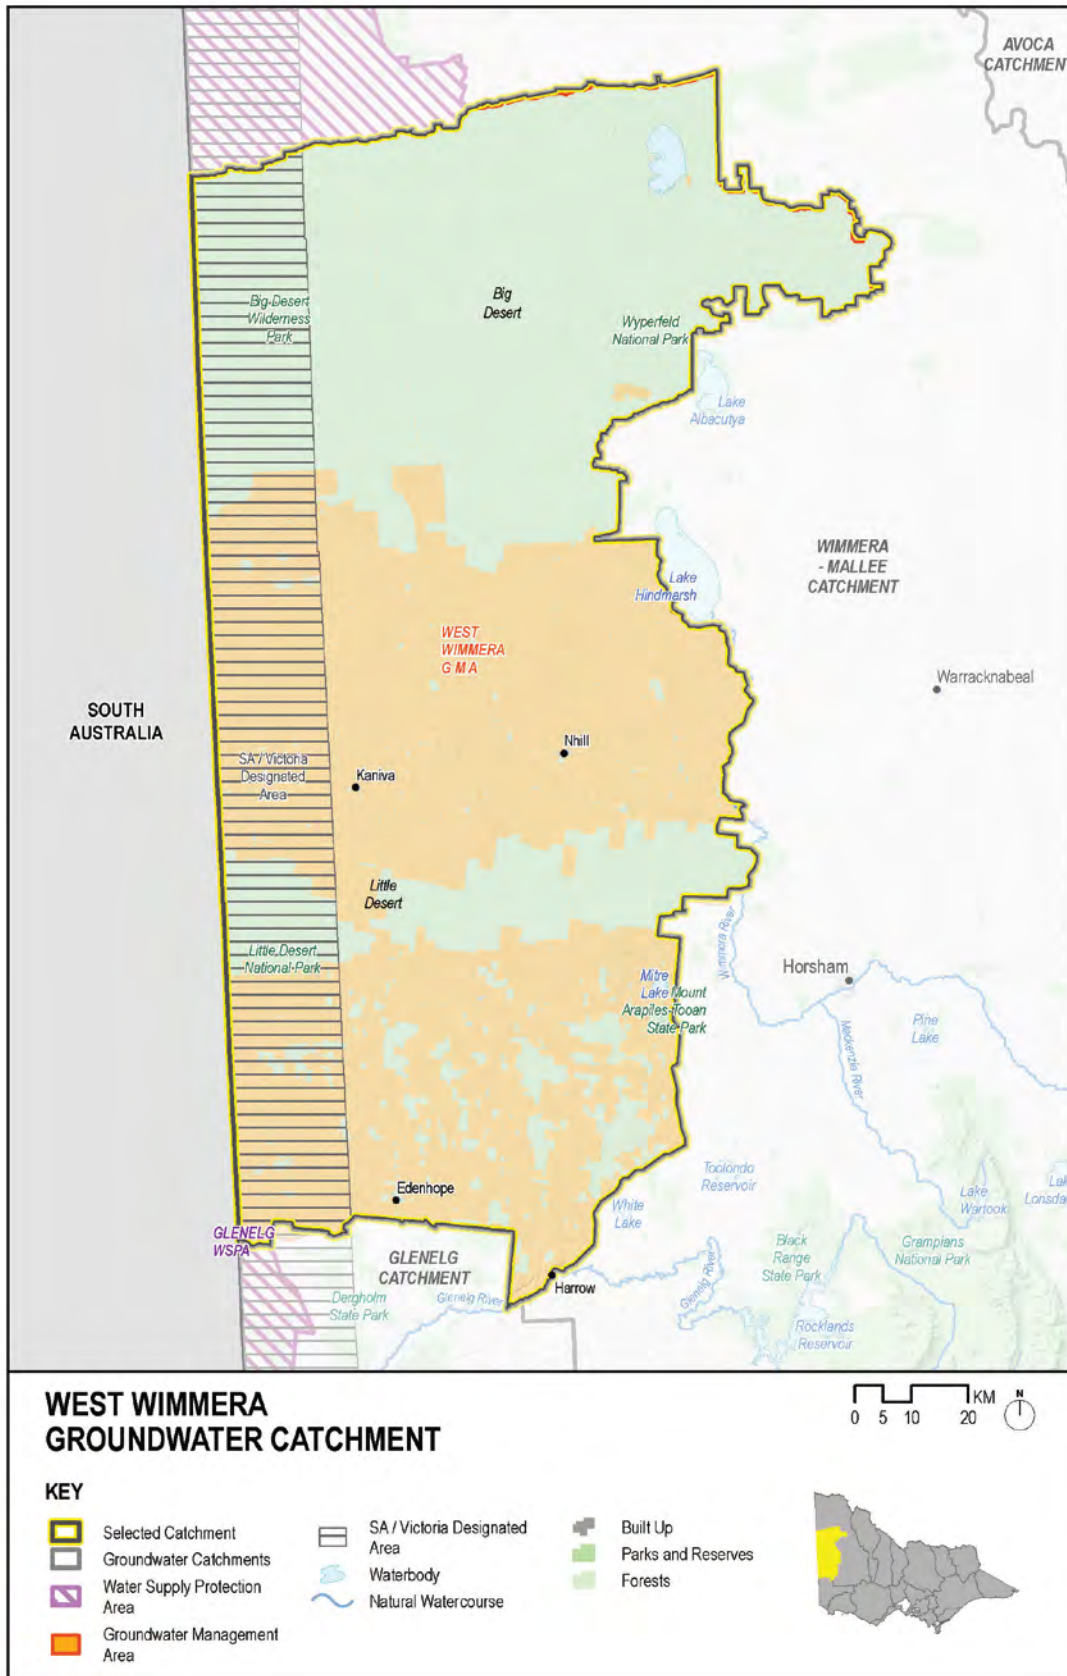 AVOCA
CATCHMEN
Big Desert
Wilderness
Park
Big
Desert
Wyperfeld
National Park
Lake
Albacutya
WIMMERA
- MALLEE
CATCHMENT
Lake
Hindmarsh
WEST
WIMMERA
G M A
Warracknabeal
SOUTH
AUSTRALIA
Nhill
SA / Victoria
Designated
Area
Kaniva
Little
Desert
Wimmera River
Little Desert
National Park
Horsham
Mitre
Lake
Mount
Arapiles-Tooan
State Park
Pine
Lake
Mackenzie River
Edenhope
Toolondo
Reservoir
White
Lake
Lake
Wartook
Lak
Lonsda
GLENELG
WSPA
GLENELG
CATCHMENT
Black
Range
State Park
Grampians
National Park
Harrow
Glenelg River
Dergholm
State Park
Glenelg River
Rocklands
Reservoir
WEST WIMMERA
GROUNDWATER CATCHMENT
KM
0 5 10 20
N
KEY
Selected Catchment
Groundwater Catchments
Water Supply Protection
Area
Groundwater Management
Area
SA / Victoria Designated
Area
Waterbody
Natural Watercourse
Built Up
Parks and Reserves
Forests